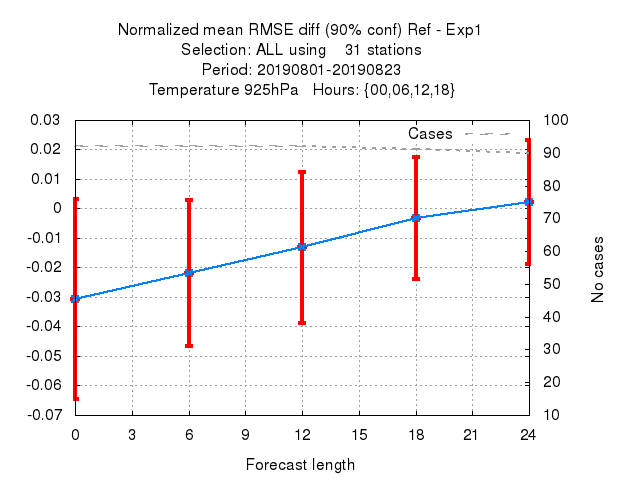 Normalized mean RMSE diff (90% conf) Ref - Exp1
Selection: ALL using    31 stations
Period: 20190801-20190823
Temperature 925hPa   Hours: {00,06,12,18}
Cases
0.03
0.02
0.01
0
-0.01
-0.02
-0.03
-0.04
-0.05
-0.06
-0.07
100
90
80
70
60
50
40
30
20
10
No cases
0 3 6 9 12 15 18 21 24
Forecast length